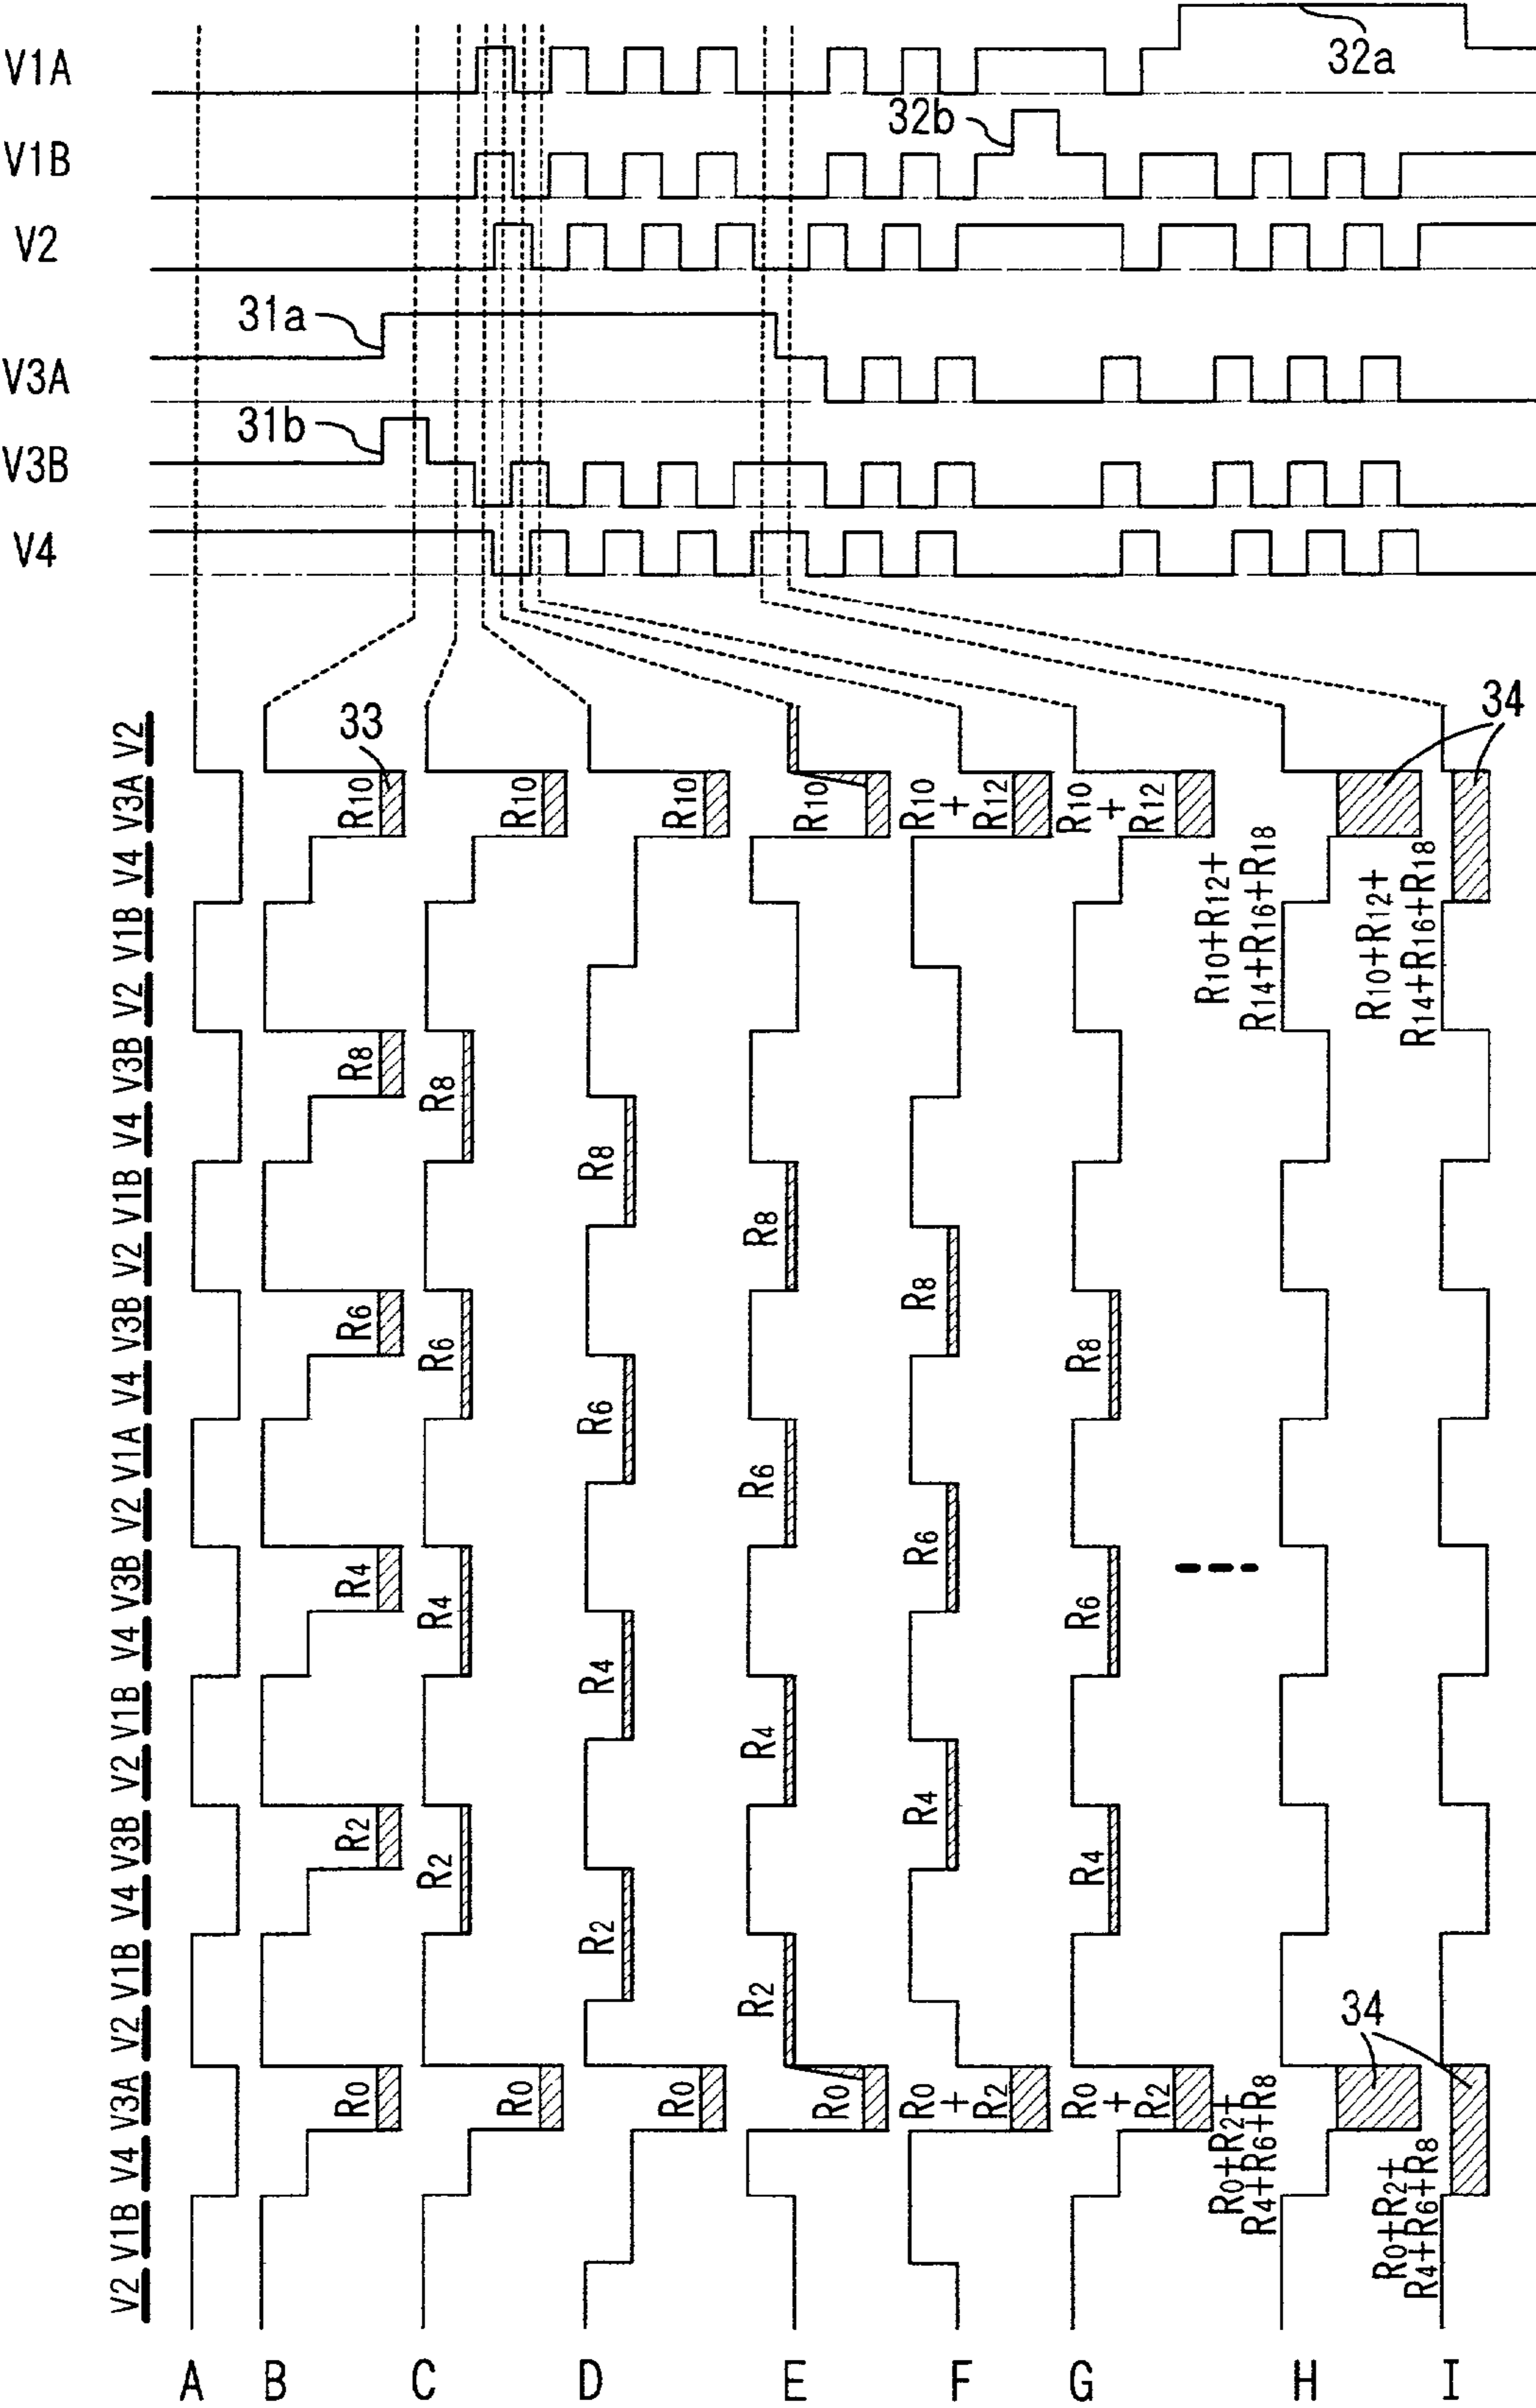 V1A
32a
V1B
32b
V2
31a
V3A
31b
V3B
V4
V2
V3A
V4
V1B
V2
V3B
V4
V1B
V2
V3B
V4
V1A
V2
V3B
V4
V1B
V2
V3B
V4
V1B
V2
V3A
V4
V1B
V2
33
R10
R8
R6
R4
R2
R0
R10
R8
R6
R4
R2
R0
R10
R8
R6
R4
R2
R0
R10
R8
R6
R4
R2
R0
R10
+
R12
R8
R6
R4
R0
+
R2
R10
+
R12
R8
R6
R4
R0
+
R2
R10+R12+
R14+R16+R18
R0+R2+
R4+R6+R8
34
R10+R12+
R14+R16+R18
34
R0+R2+
R4+R6+R8
A
B
C
D
E
F
G
H
I